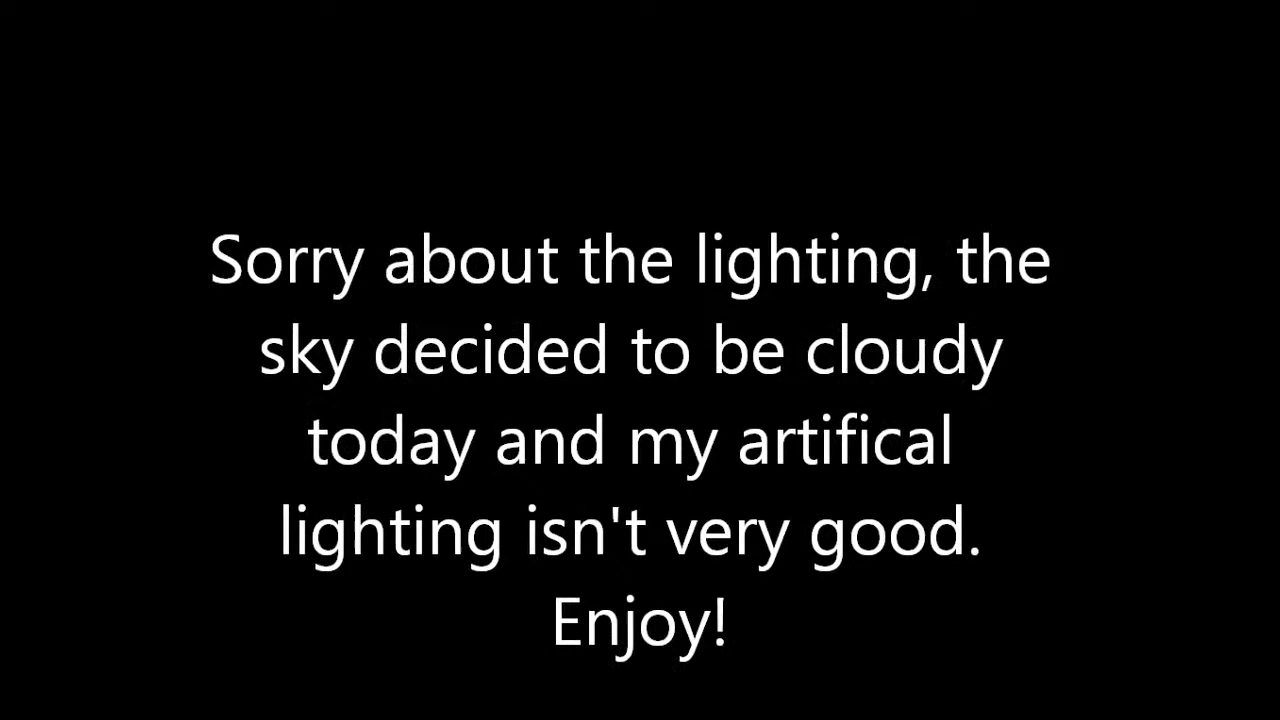 Sorry about the lighting, the
sky decided to be cloudy
today and my artifical
lighting isn't very good.
Enjoy!